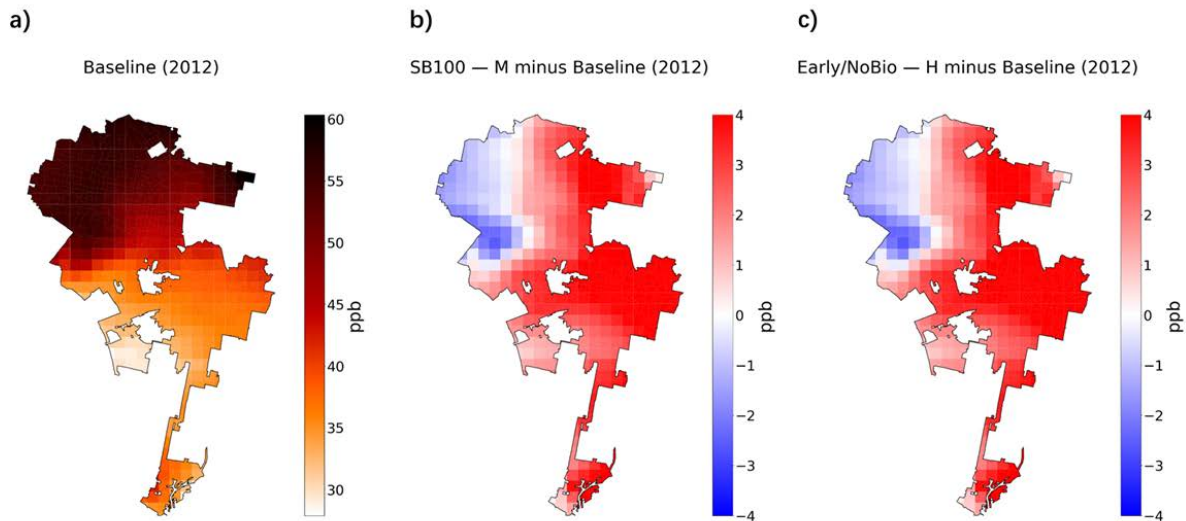 a)
b)
c)
Baseline (2012)
SB100 — M minus Baseline (2012)
Early/NoBio — H minus Baseline (2012)
60
55
50
45
40
35
30
ppb
4
3
2
1
0
−1
−2
−3
−4
ppb
4
3
2
1
0
−1
−2
−3
−4
ppb